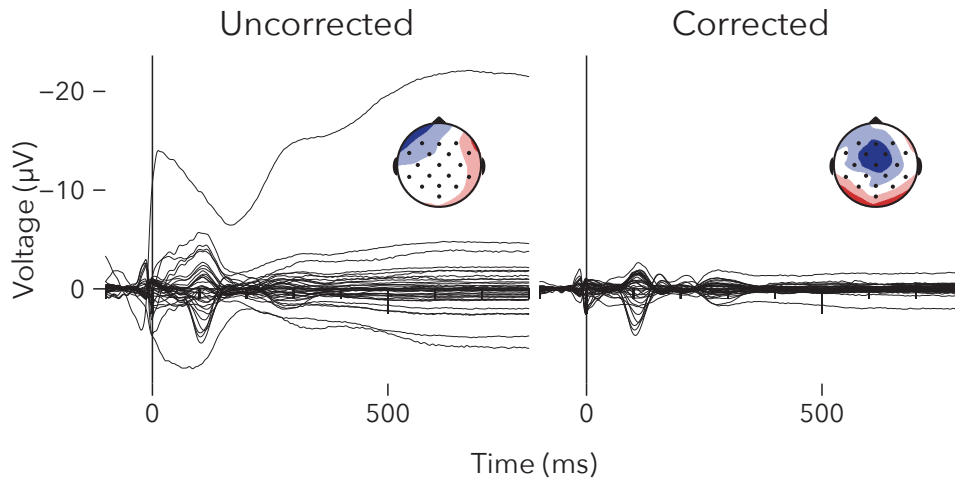 Uncorrected
Corrected
−20
−10
0
Voltage (μV)
0
500
0
500
Time (ms)